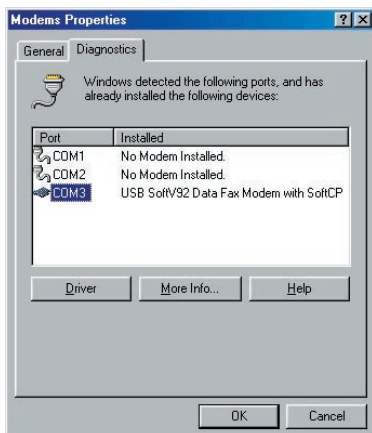 Modems Properties
General Diagnostics
Windows detected the following ports, and has
already installed the following devices:
Port Installed
COM1 No Modem Installed.
COM2 No Modem Installed.
COM3 USB SoftV92 Data Fax Modem with SoftCP
Driver More Info... Help
OK Cancel